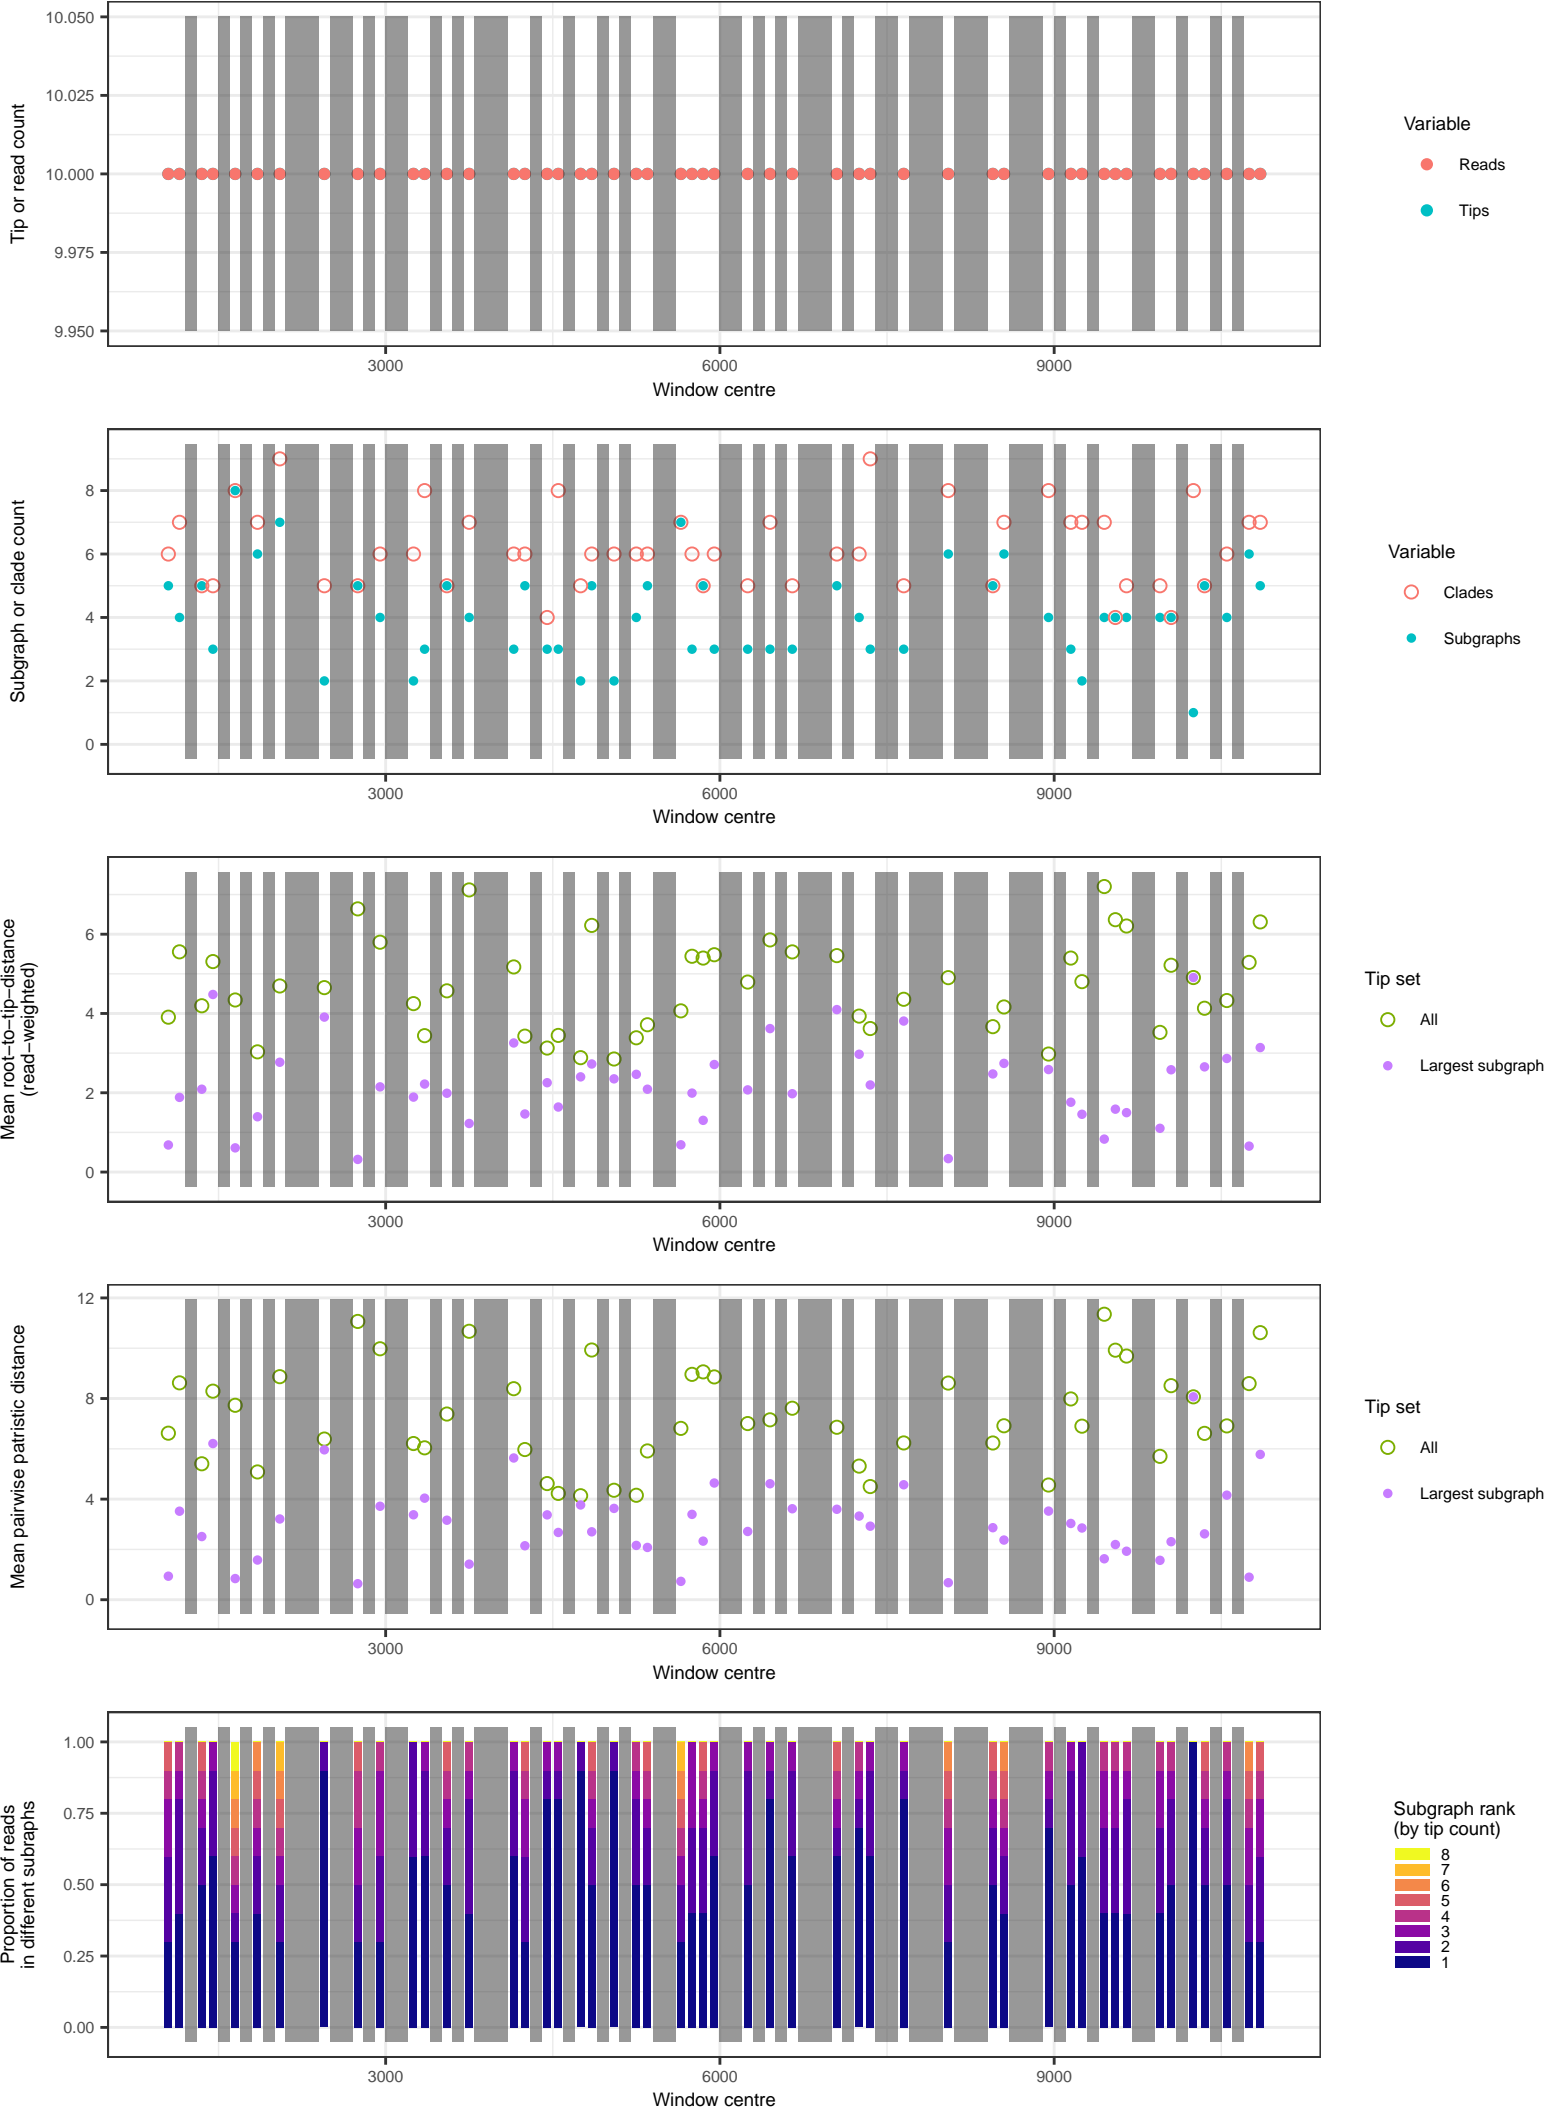 10.050
10.025
10.000
9.975
9.950
Tip or read count
3000
6000
9000
Window centre
Variable
Reads
Tips
8
6
4
2
0
Subgraph or clade count
3000
6000
9000
Window centre
Variable
Clades
Subgraphs
6
4
2
0
Mean root−to−tip−distance
(read−weighted)
3000
6000
9000
Window centre
Tip set
All
Largest subgraph
12
8
4
0
Mean pairwise patristic distance
3000
6000
9000
Window centre
Tip set
All
Largest subgraph
1.00
0.75
0.50
0.25
0.00
Proportion of reads
in different subraphs
3000
6000
9000
Window centre
Subgraph rank
(by tip count)
8
7
6
5
4
3
2
1